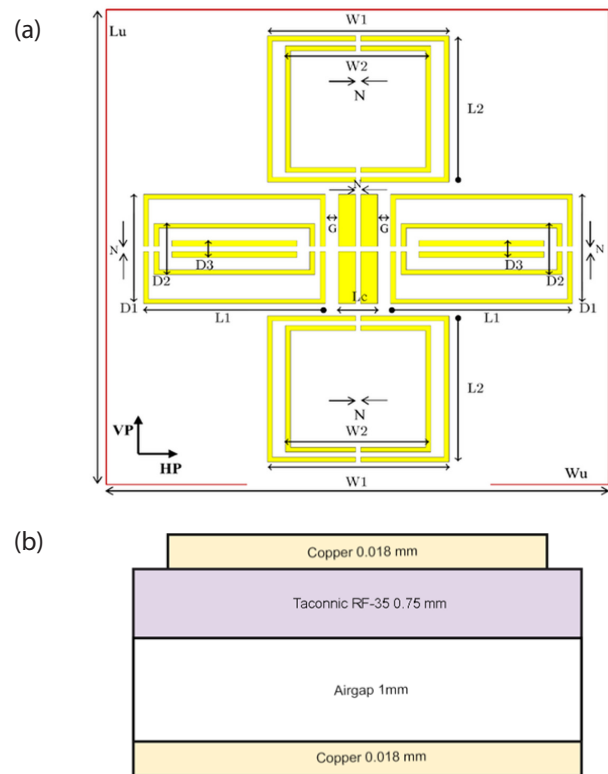 (a)
Lu
W1
W2
N
L2
N
G
G
N
D3
D2
D1
L1
Lc
N
D3
D2
D1
L1
N
L2
W2
W1
VP
HP
Wu
(b)
Copper 0.018 mm
Taconnic RF-35 0.75 mm
Airgap 1mm
Copper 0.018 mm